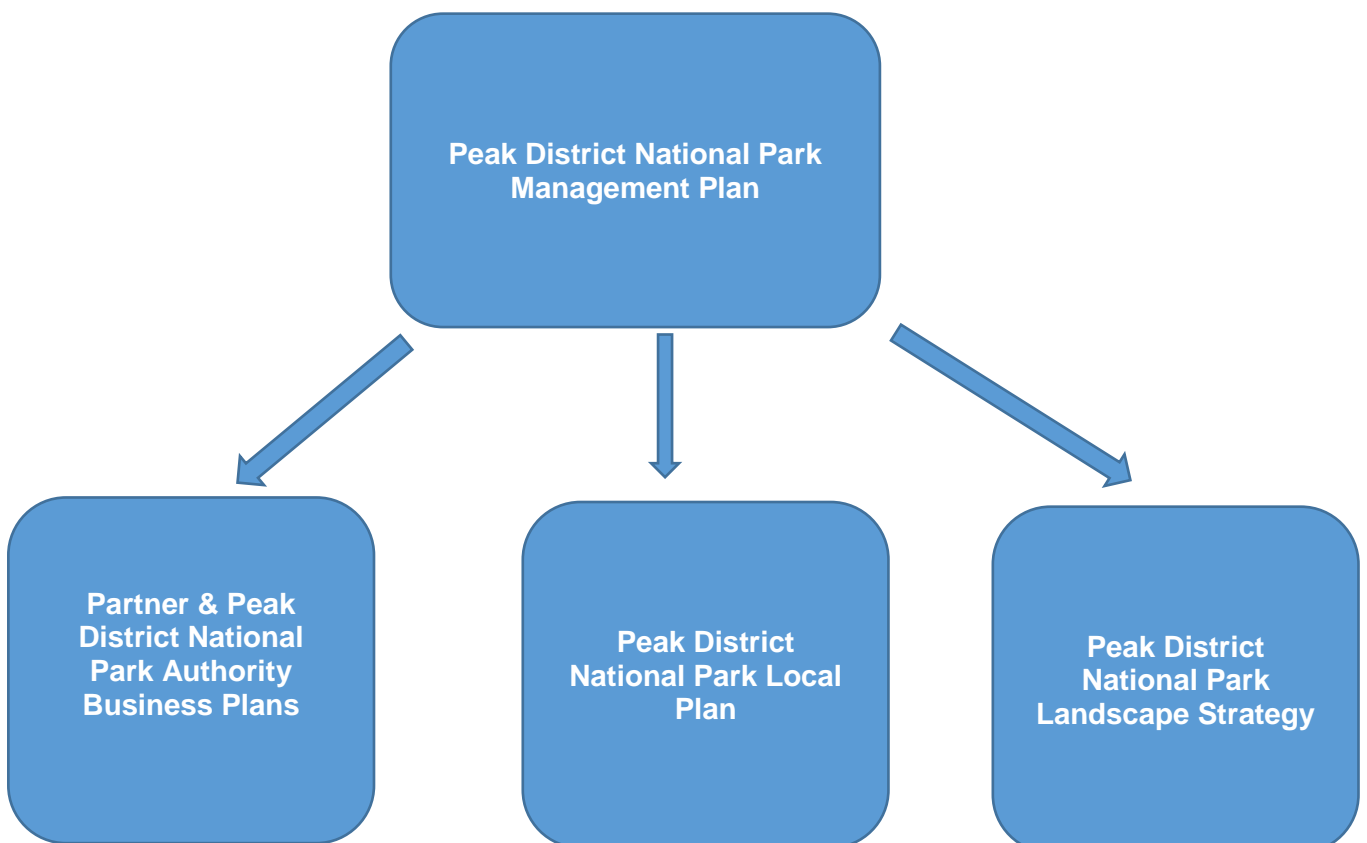 Peak District National Park
Management Plan
Partner & Peak
District National
Park Authority
Business Plans
Peak District
National Park Local
Plan
Peak District
National Park
Landscape Strategy